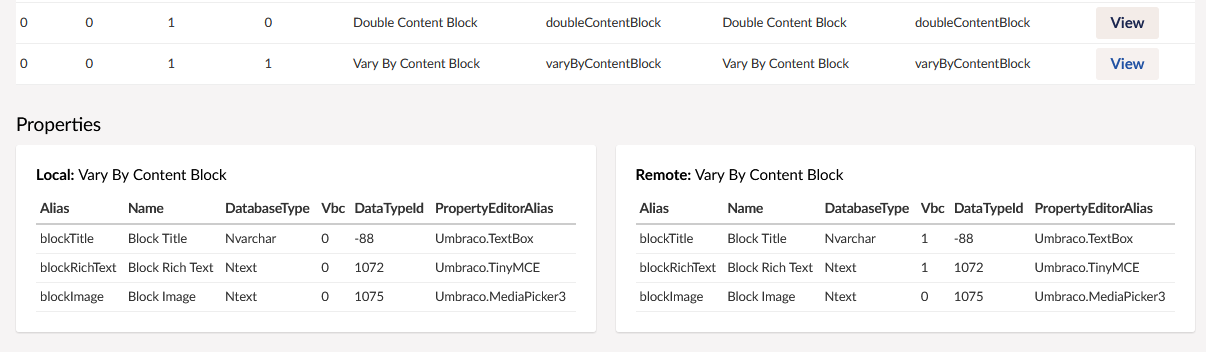 0 0 1 0 Double Content Block doubleContentBlock Double Content Block doubleContentBlock View
0 0 1 1 Vary By Content Block varyByContentBlock Vary By Content Block varyByContentBlock View
Properties
Local: Vary By Content Block
Alias Name DatabaseType Vbc DataTypeId PropertyEditorAlias
blockTitle Block Title Nvarchar 0 -88 Umbraco.TextBox
blockRichText Block Rich Text Ntext 0 1072 Umbraco.TinyMCE
blockImage Block Image Ntext 0 1075 Umbraco.MediaPicker3
Remote: Vary By Content Block
Alias Name DatabaseType Vbc DataTypeId PropertyEditorAlias
blockTitle Block Title Nvarchar 1 -88 Umbraco.TextBox
blockRichText Block Rich Text Ntext 1 1072 Umbraco.TinyMCE
blockImage Block Image Ntext 0 1075 Umbraco.MediaPicker3